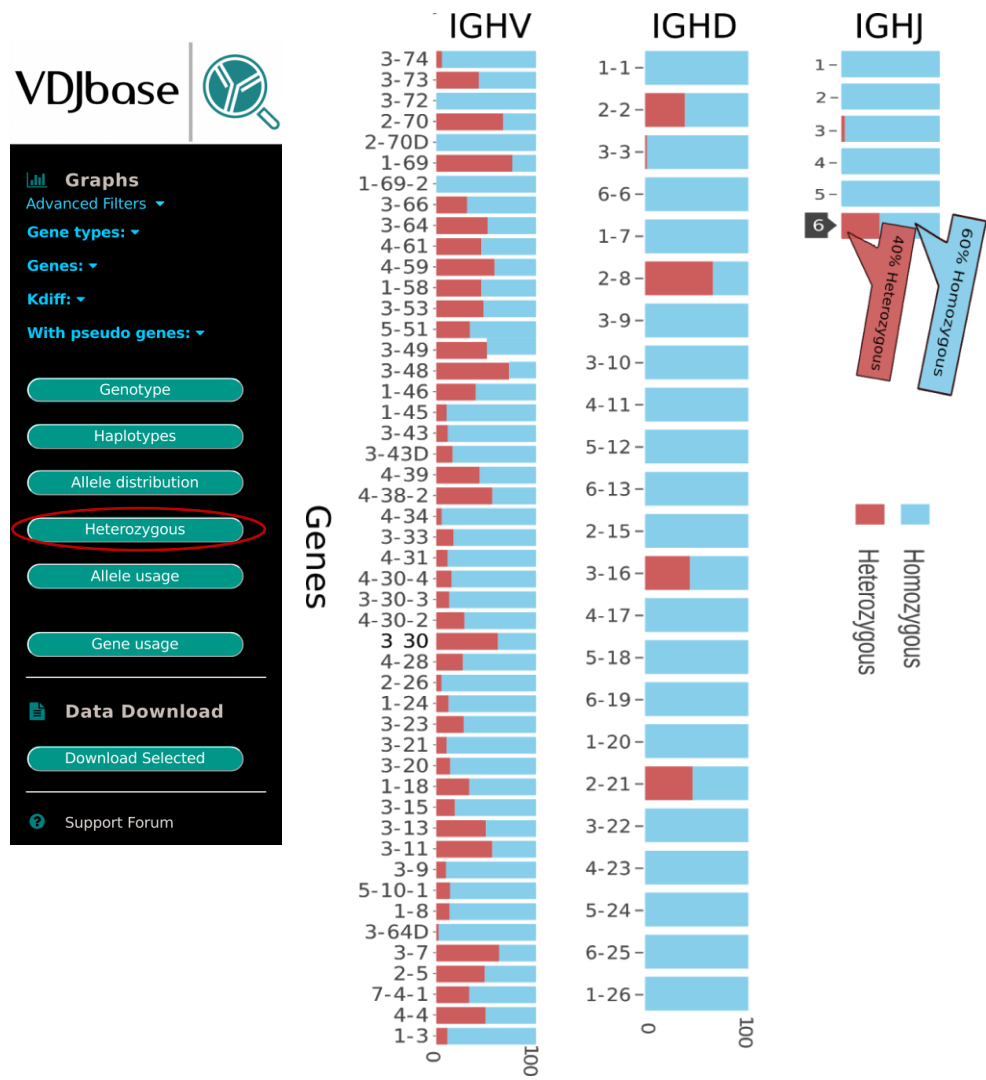 VDJbase
Graphs
Advanced Filters
Gene types:
Genes:
Kdiff:
With pseudo genes:
Genotype
Haplotypes
Allele distribution
Heterozygous
Allele usage
Gene usage
Data Download
Download Selected
Support Forum
Genes
IGHV
3-74
3-73
3-72
2-70
2-70D
1-69
1-69-2
3-66
3-64
4-61
4-59
1-58
3-53
5-51
3-49
3-48
1-46
1-45
3-43
3-43D
4-39
4-38-2
4-34
3-33
4-31
4-30-4
3-30-3
4-30-2
3 30
4-28
2-26
1-24
3-23
3-21
3-20
1-18
3-15
3-13
3-11
3-9
5-10-1
1-8
3-64D
3-7
2-5
7-4-1
4-4
1-3
0
100
IGHD
1-1
2-2
3-3
6-6
1-7
2-8
3-9
3-10
4-11
5-12
6-13
2-15
3-16
4-17
5-18
6-19
1-20
2-21
3-22
4-23
5-24
6-25
1-26
0
100
IGHJ
1
2
3
4
5
6
40% Heterozygous
60% Homozygous
Heterozygous
Homozygous